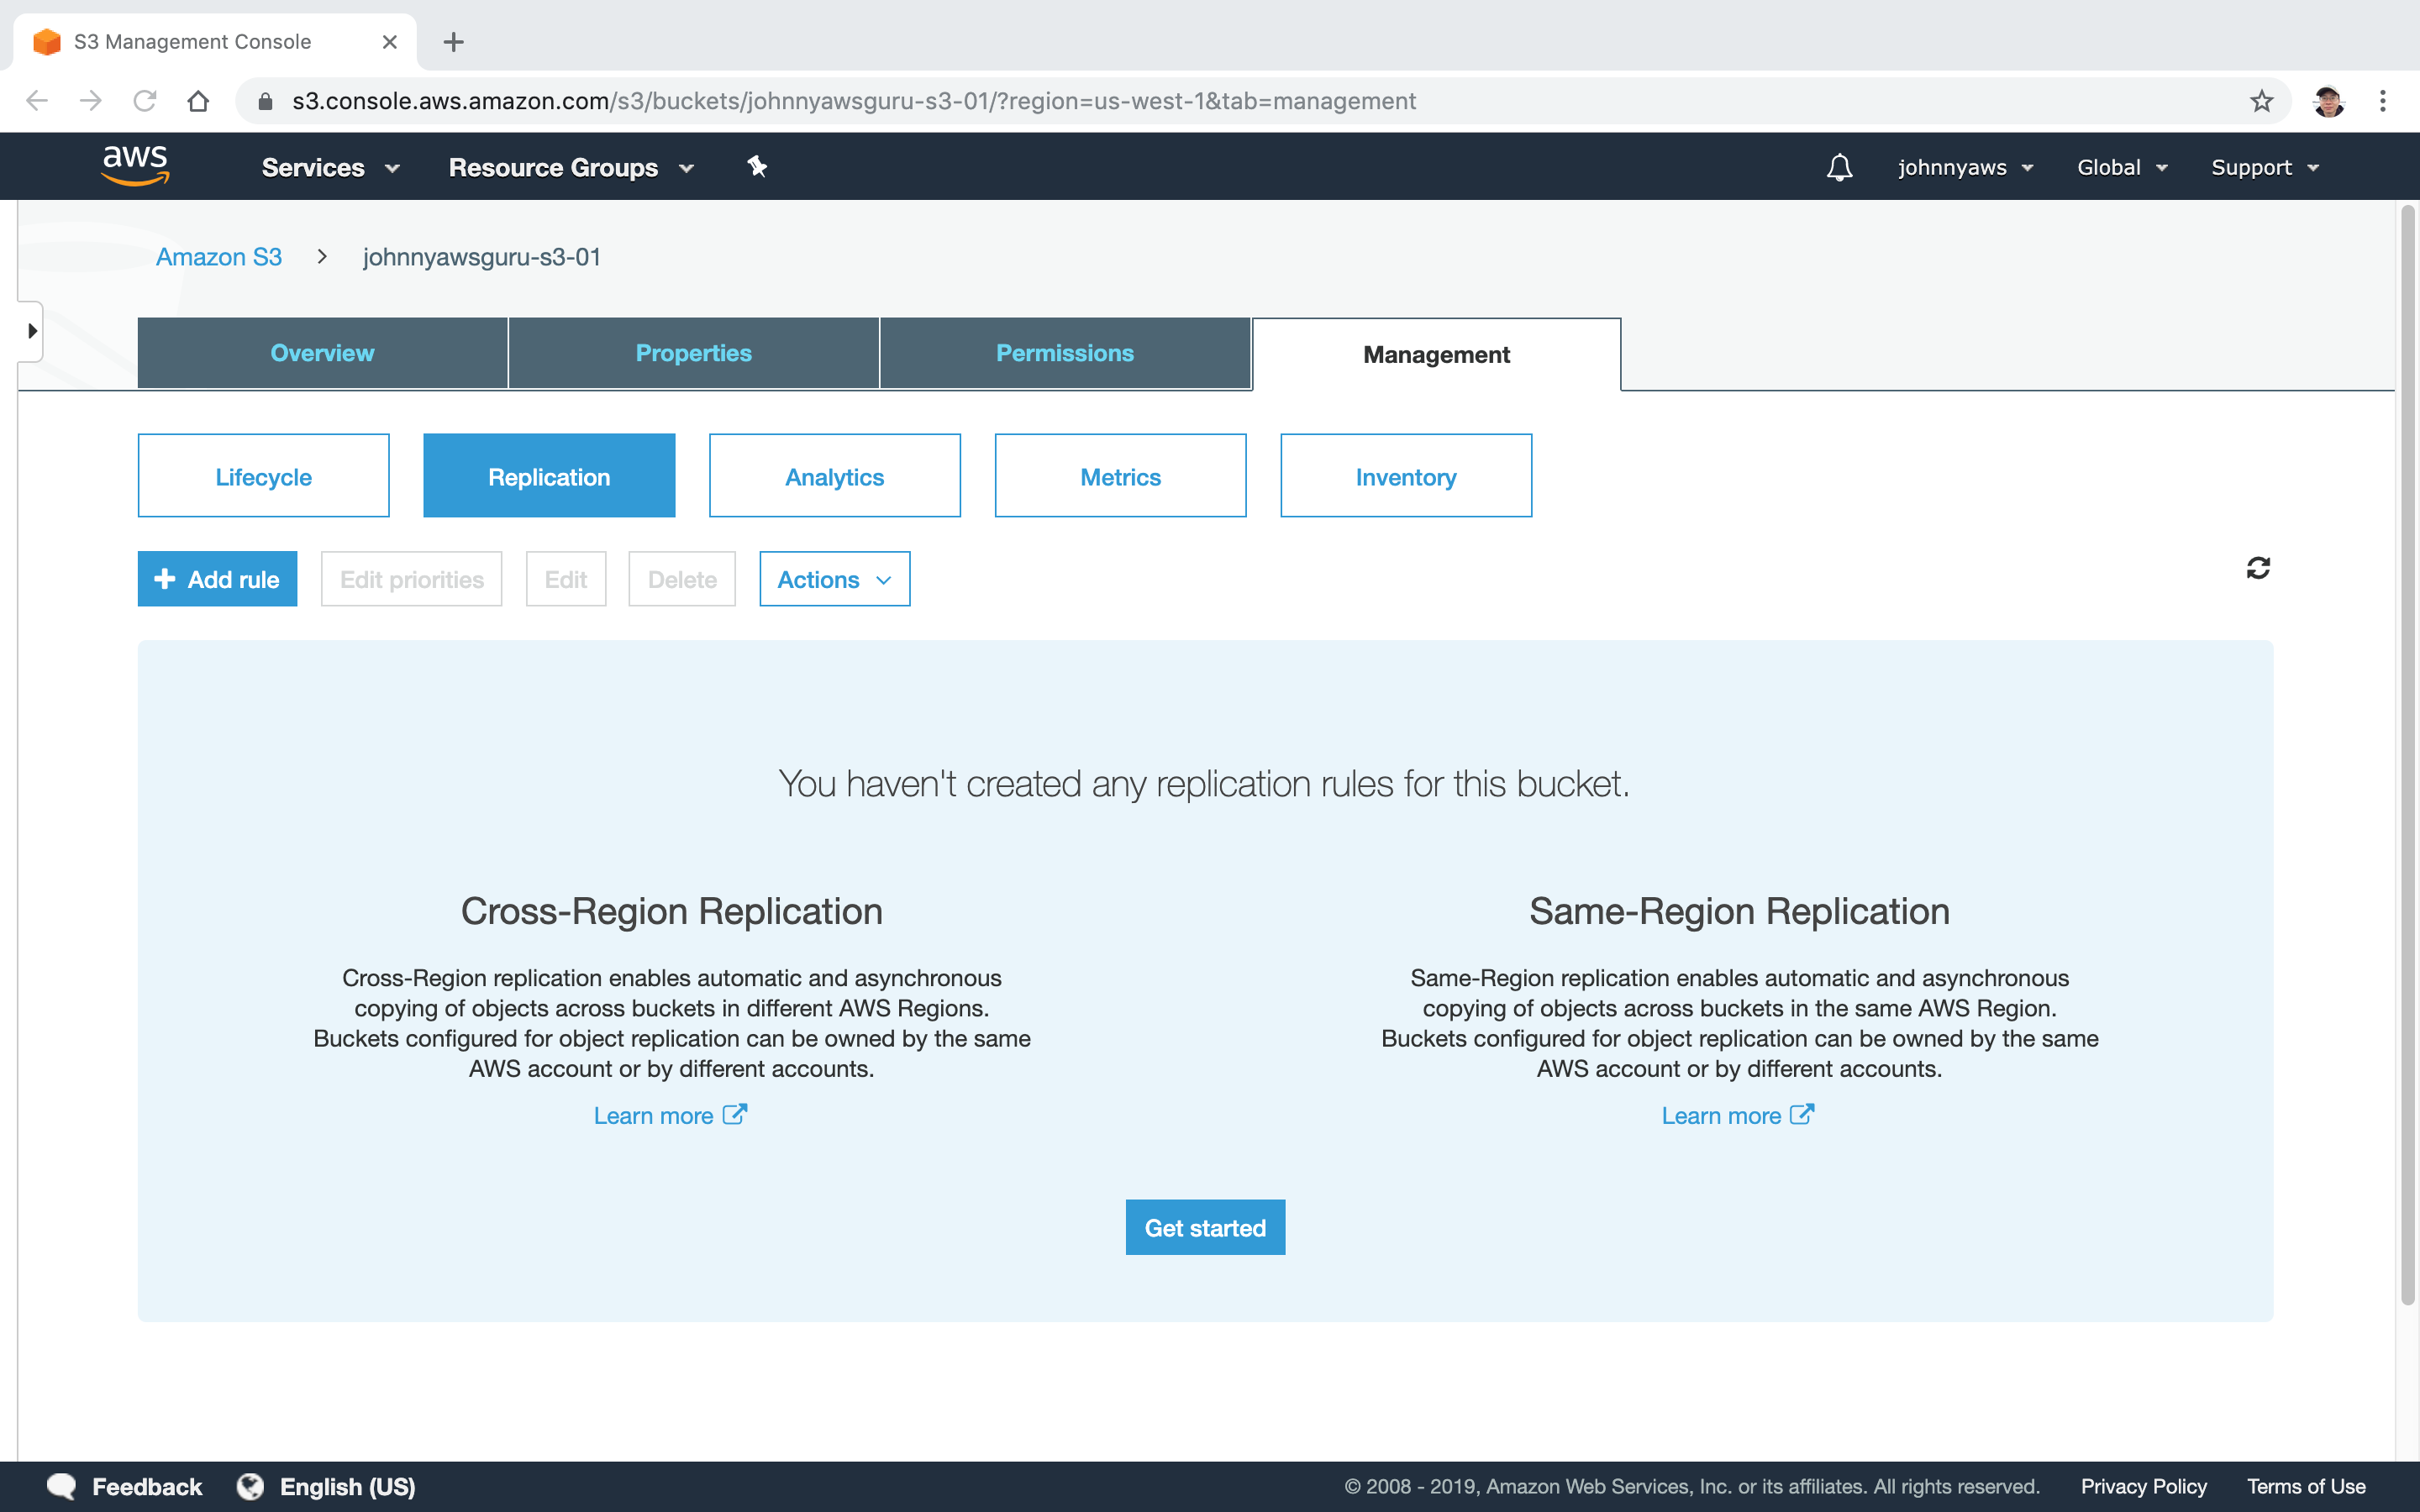 S3 Management Console
s3.console.aws.amazon.com/s3/buckets/johnnyawsguru-s3-01/?region=us-west-1&tab=management
aws
Services
Resource Groups
johnnyaws
Global
Support
Amazon S3
johnnyawsguru-s3-01
Overview
Properties
Permissions
Management
Lifecycle
Replication
Analytics
Metrics
Inventory
Add rule
Edit priorities
Edit
Delete
Actions
You haven't created any replication rules for this bucket.
Cross-Region Replication
Cross-Region replication enables automatic and asynchronous
copying of objects across buckets in different AWS Regions.
Buckets configured for object replication can be owned by the same
AWS account or by different accounts.
Learn more
Same-Region Replication
Same-Region replication enables automatic and asynchronous
copying of objects across buckets in the same AWS Region.
Buckets configured for object replication can be owned by the same
AWS account or by different accounts.
Learn more
Get started
Feedback
English (US)
© 2008 - 2019, Amazon Web Services, Inc. or its affiliates. All rights reserved.
Privacy Policy
Terms of Use